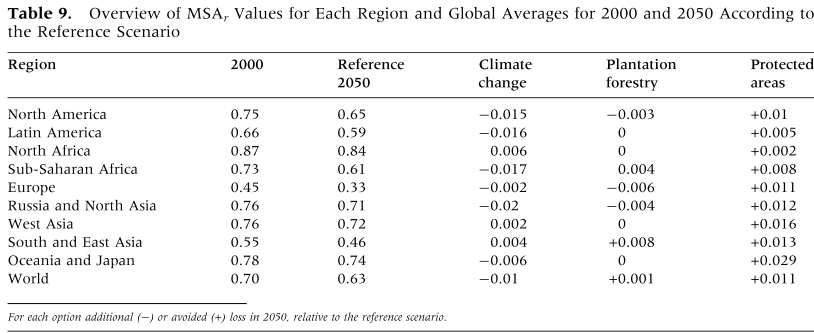 Table 9. Overview of MSAr Values for Each Region and Global Averages for 2000 and 2050 According to
the Reference Scenario
Region 2000 Reference 2050 Climate change Plantation forestry Protected areas
North America 0.75 0.65 −0.015 −0.003 +0.01
Latin America 0.66 0.59 −0.016 0 +0.005
North Africa 0.87 0.84 0.006 0 +0.002
Sub-Saharan Africa 0.73 0.61 −0.017 0.004 +0.008
Europe 0.45 0.33 −0.002 −0.006 +0.011
Russia and North Asia 0.76 0.71 −0.02 −0.004 +0.012
West Asia 0.76 0.72 0.002 0 +0.016
South and East Asia 0.55 0.46 0.004 +0.008 +0.013
Oceania and Japan 0.78 0.74 −0.006 0 +0.029
World 0.70 0.63 −0.01 +0.001 +0.011
For each option additional (−) or avoided (+) loss in 2050, relative to the reference scenario.